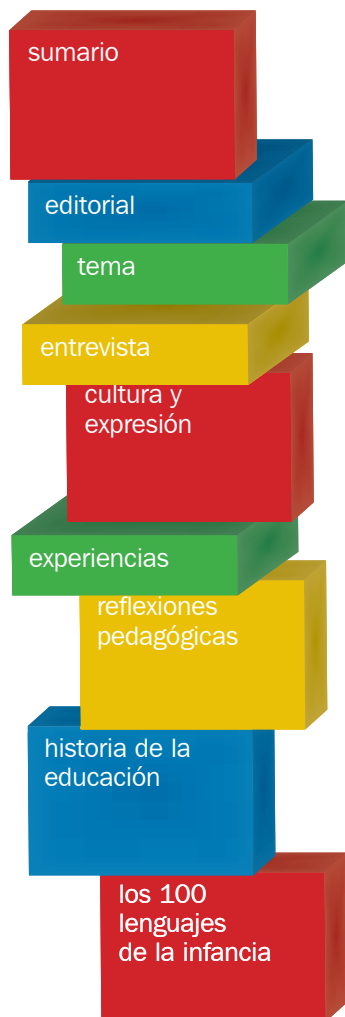 sumario
editorial
tema
entrevista
cultura y
expresión
experiencias
reflexiones
pedagógicas
historia de la
educación
los 100
lenguajes
de la infancia